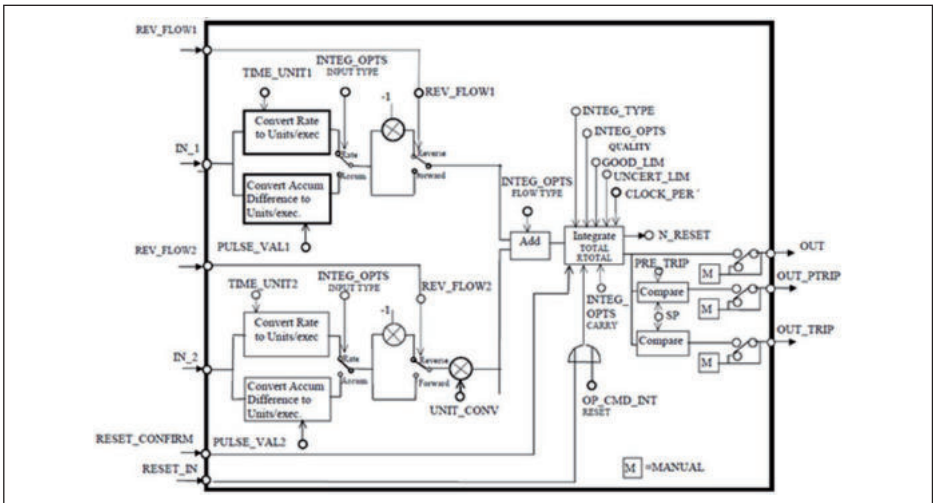 REV_FLOW1
TIME_UNIT1
INTEG_OPTS
INPUT TYPE
-1
REV_FLOW1
Convert Rate
to Units/exec
IN_1
Rate
Accum
Reverse
Forward
Convert Accum
Difference to
Units/exec.
PULSE_VAL1
INTEG_TYPE
INTEG_OPTS
QUALITY
GOOD_LIM
UNCERT_LIM
CLOCK_PER
INTEG_OPTS
FLOW TYPE
Add
Integrate
TOTAL
RTOTAL
N_RESET
OUT
M
REV_FLOW2
TIME_UNIT2
INTEG_OPTS
INPUT TYPE
-1
REV_FLOW2
PRE_TRIP
Compare
OUT_PTRIP
M
SP
INTEG_
OPTS
CARRY
Compare
OUT_TRIP
M
Convert Rate
to Units/exec
IN_2
Rate
Accum
Reverse
Forward
UNIT_CONV
Convert Accum
Difference to
Units/exec.
PULSE_VAL2
OP_CMD_INT
RESET
RESET_CONFIRM
RESET_IN
M =MANUAL